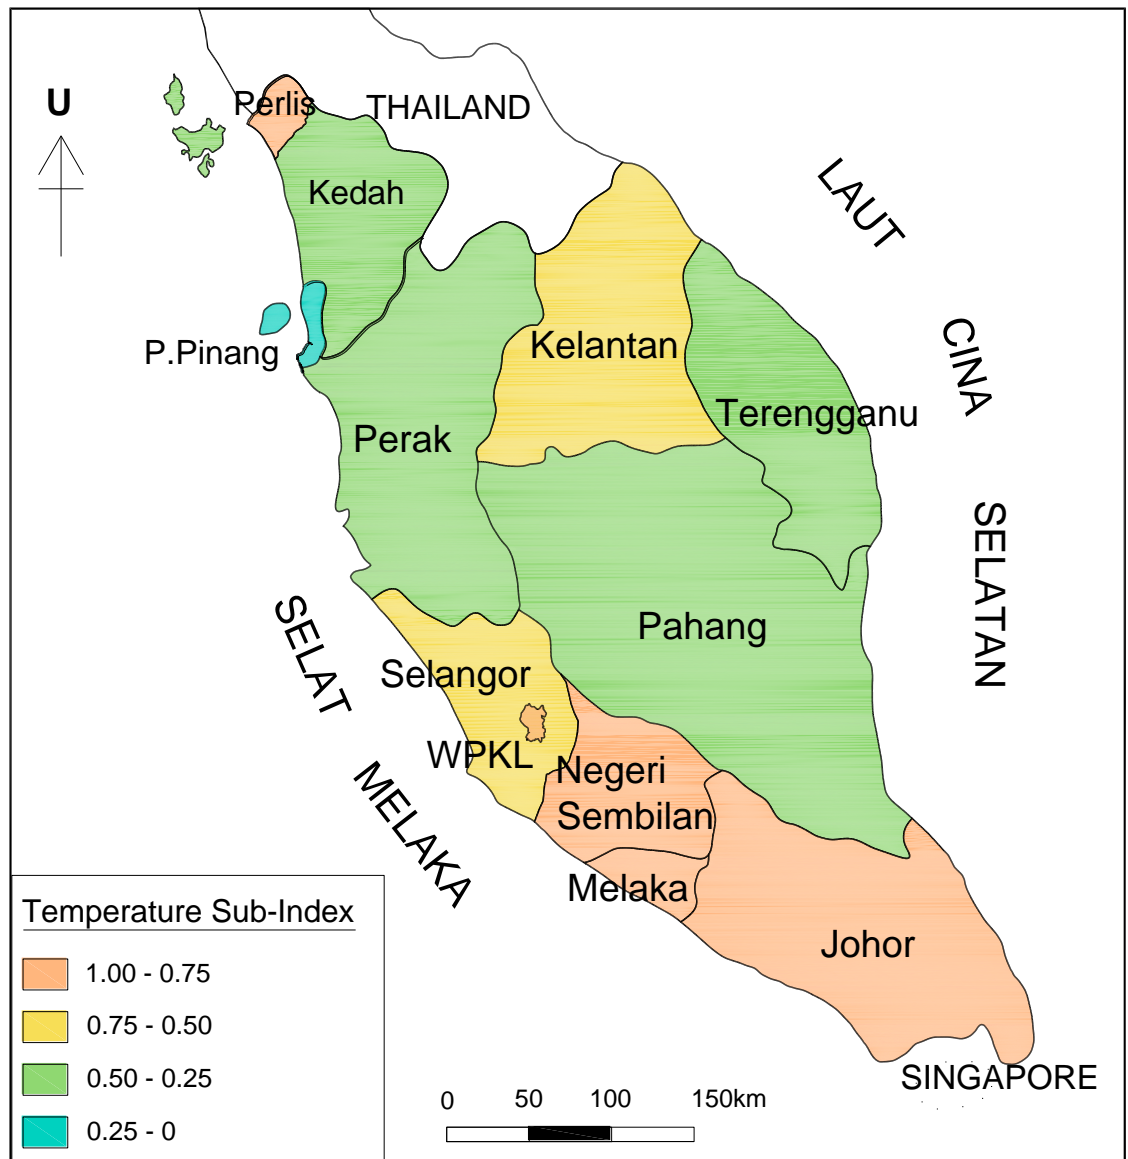 U
Perlis
THAILAND
Kedah
LAUT
CINA
SELATAN
P.Pinang
Kelantan
Terengganu
Perak
Pahang
SELAT
MELAKA
Selangor
WPKL
Negeri
Sembilan
Melaka
Johor
SINGAPORE
Temperature Sub-Index
1.00 - 0.75
0.75 - 0.50
0.50 - 0.25
0.25 - 0
0 50 100 150km